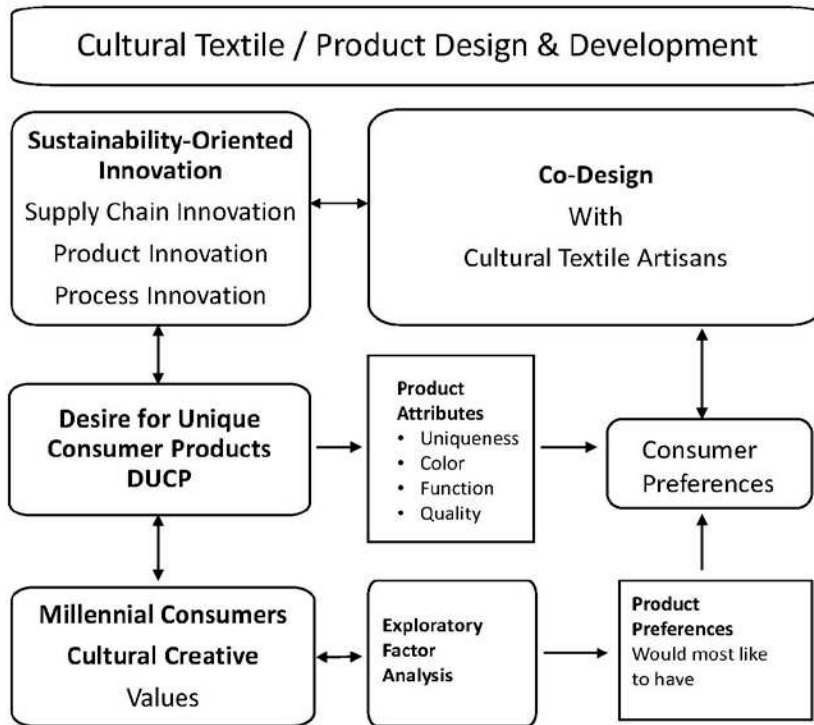 Cultural Textile / Product Design & Development
Sustainability-Oriented
Innovation
Supply Chain Innovation
Product Innovation
Process Innovation
Co-Design
With
Cultural Textile Artisans
Desire for Unique
Consumer Products
DUCP
Product
Attributes
• Uniqueness
• Color
• Function
• Quality
Consumer
Preferences
Millennial Consumers
Cultural Creative
Values
Exploratory
Factor
Analysis
Product
Preferences
Would most like
to have